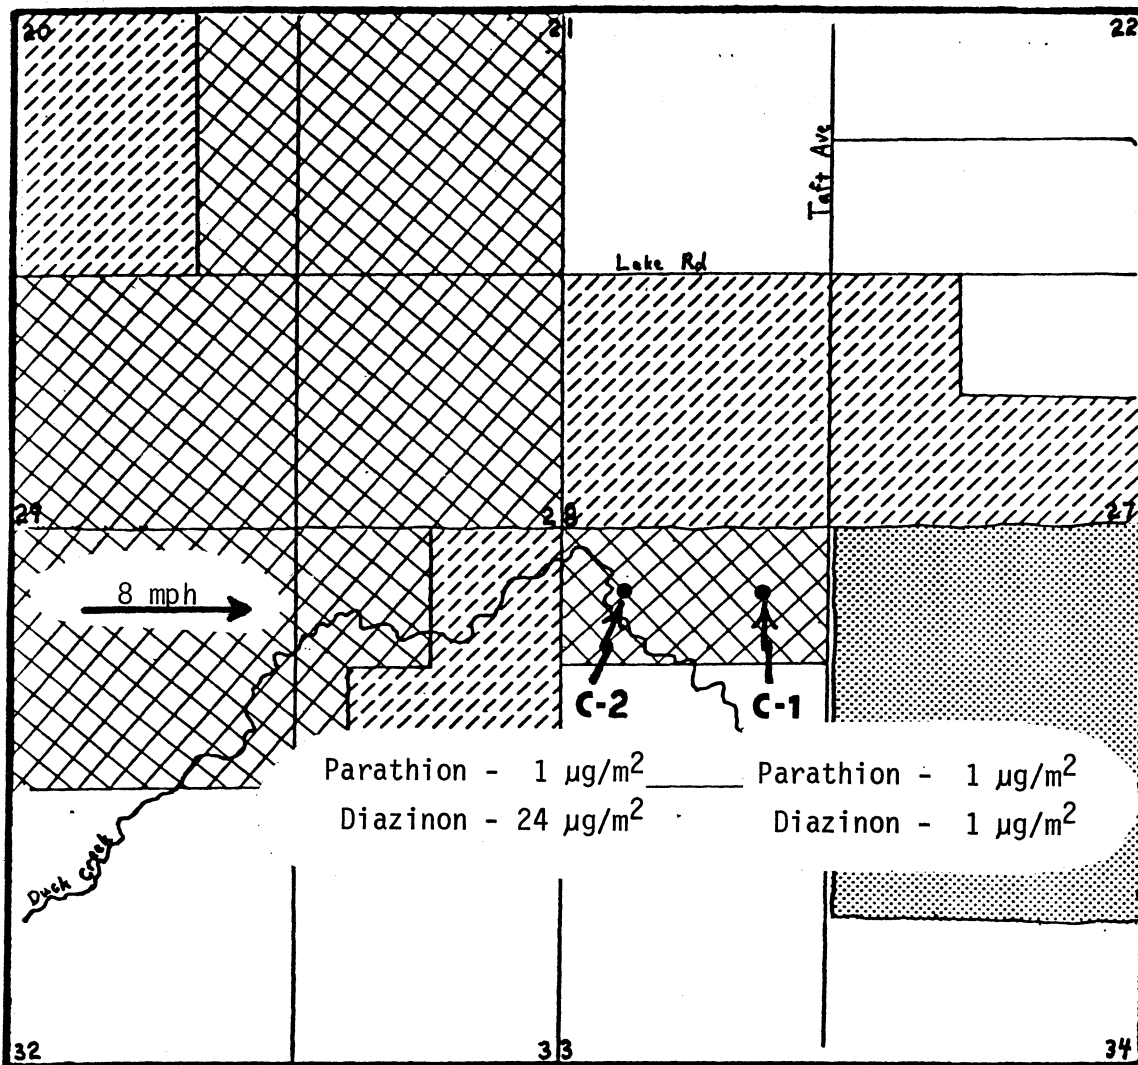 20 21 22
Taft Ave
Lake Rd
29 28 27
8 mph
C-2 C-1
Parathion - 1 µg/m² Parathion - 1 µg/m²
Diazinon - 24 µg/m² Diazinon - 1 µg/m²
Duck Creek
32 33 34